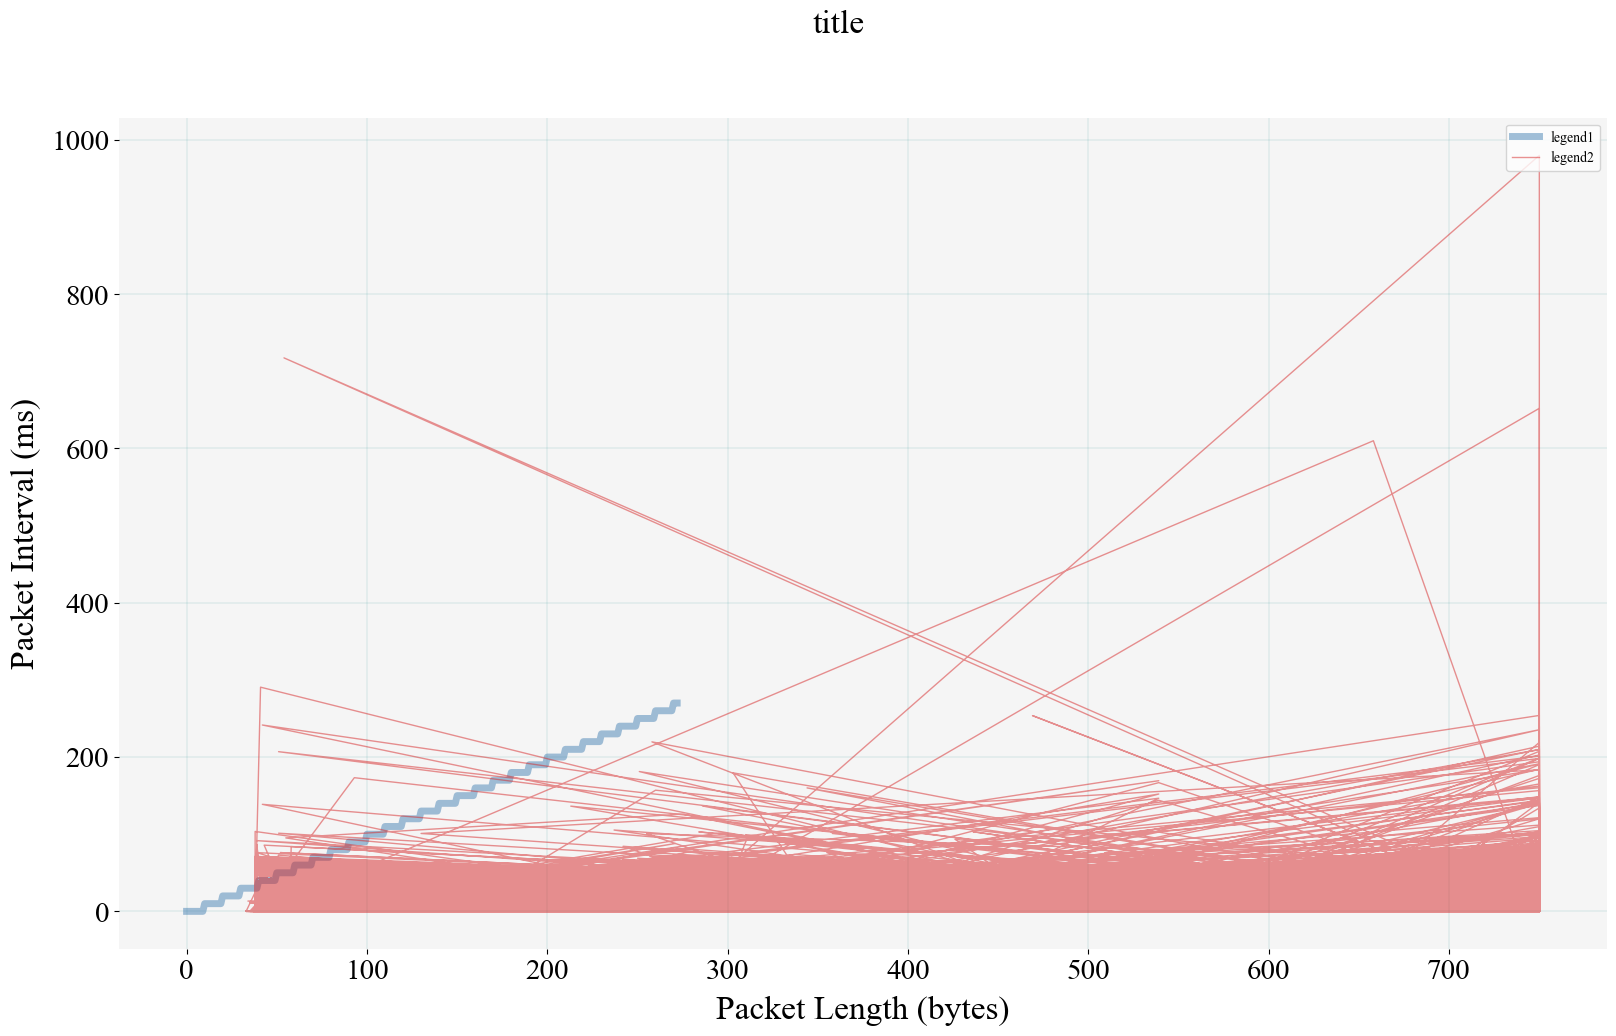 title
1000
800
600
400
200
0
Packet Interval (ms)
legend1
legend2
0 100 200 300 400 500 600 700
Packet Length (bytes)